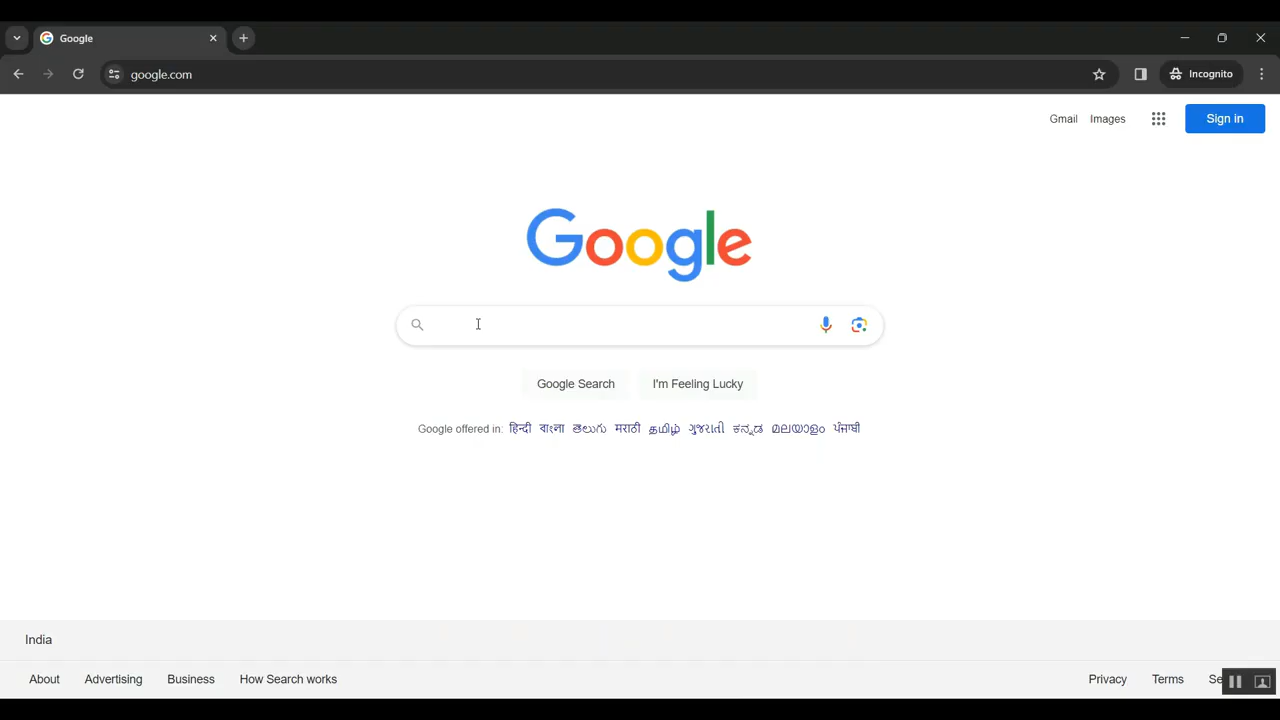 Google
google.com
Incognito
Gmail Images Sign in
Google
Google Search I'm Feeling Lucky
Google offered in: हिन्दी বাংলা తెలుగు मराठी தமிழ் ગુજરાતી ಕನ್ನಡ മലയാളം ਪੰਜਾਬੀ
India
About Advertising Business How Search works Privacy Terms